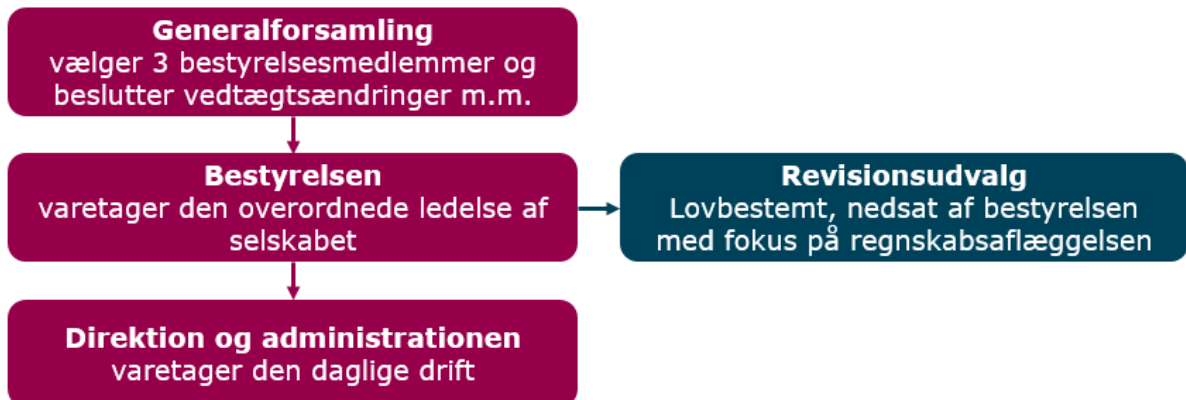 Generalforsamling
vælger 3 bestyrelsesmedlemmer og
beslutter vedtægtsændringer m.m.
Bestyrelsen
varetager den overordnede ledelse af
selskabet
Revisionsudvalg
Lovbestemt, nedsat af bestyrelsen
med fokus på regnskabsaflæggelsen
Direktion og administrationen
varetager den daglige drift